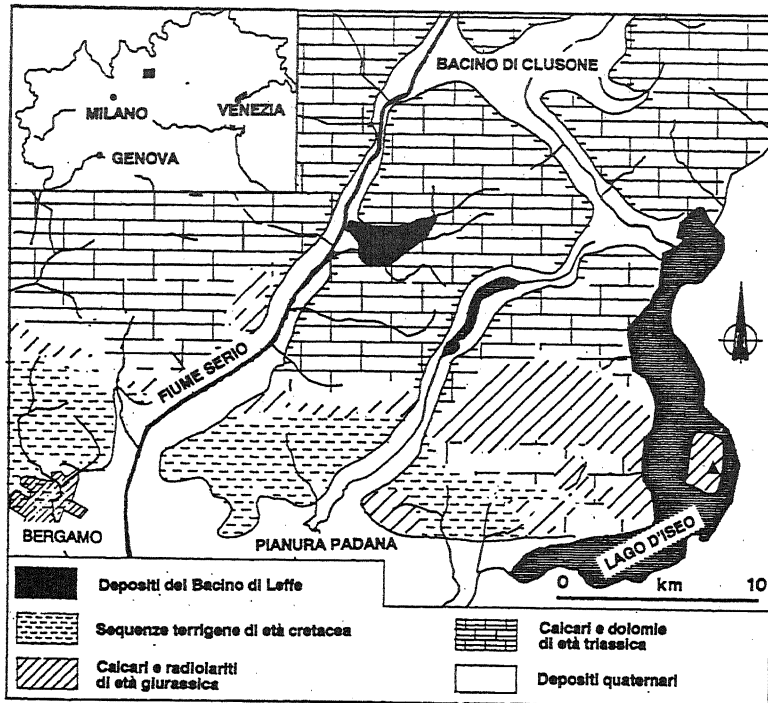 BACINO DI CLUSONE
MILANO
VENEZIA
GENOVA
FIUME SERIO
BERGAMO
PIANURA PADANA
LAGO D'ISEO
0 km 10
Depositi del Bacino di Leffe
Sequenze terrigene di età cretacea
Calcari e radiolariti
di età giurassica
Calcari e dolomie
di età triassica
Depositi quaternari